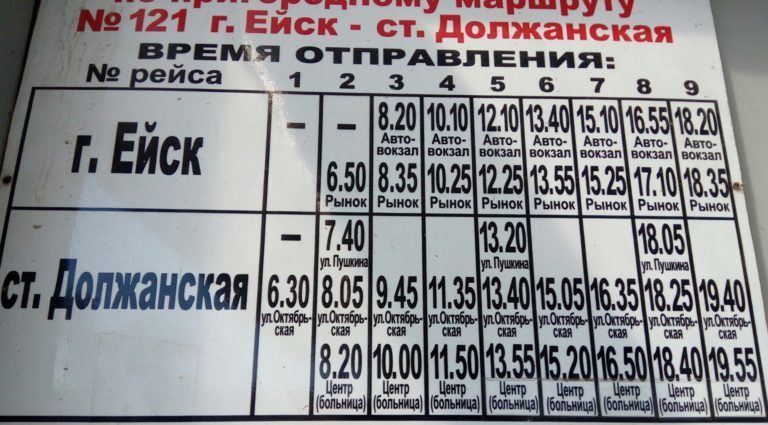 по пригородному маршруту
№ 121 г. Ейск - ст. Должанская
ВРЕМЯ ОТПРАВЛЕНИЯ:
№ рейса 1 2 3 4 5 6 7 8 9
– – 8.20 10.10 12.10 13.40 15.10 16.55 18.20
Авто- Авто- Авто- Авто- Авто- Авто- Авто-
вокзал вокзал вокзал вокзал вокзал вокзал вокзал
г. Ейск
6.50 8.35 10.25 12.25 13.55 15.25 17.10 18.35
Рынок Рынок Рынок Рынок Рынок Рынок Рынок Рынок
– 7.40 13.20 18.05
ул. Пушкина ул. Пушкина ул. Пушкина
ст. Должанская 6.30 8.05 9.45 11.35 13.40 15.05 16.35 18.25 19.40
ул.Октябрь- ул.Октябрь- ул.Октябрь- ул.Октябрь- ул.Октябрь- ул.Октябрь- ул.Октябрь- ул.Октябрь- ул.Октябрь-
ская ская ская ская ская ская ская ская ская
8.20 10.00 11.50 13.55 15.20 16.50 18.40 19.55
Центр Центр Центр Центр Центр Центр Центр Центр
(больница) (больница) (больница) (больница) (больница) (больница) (больница) (больница)